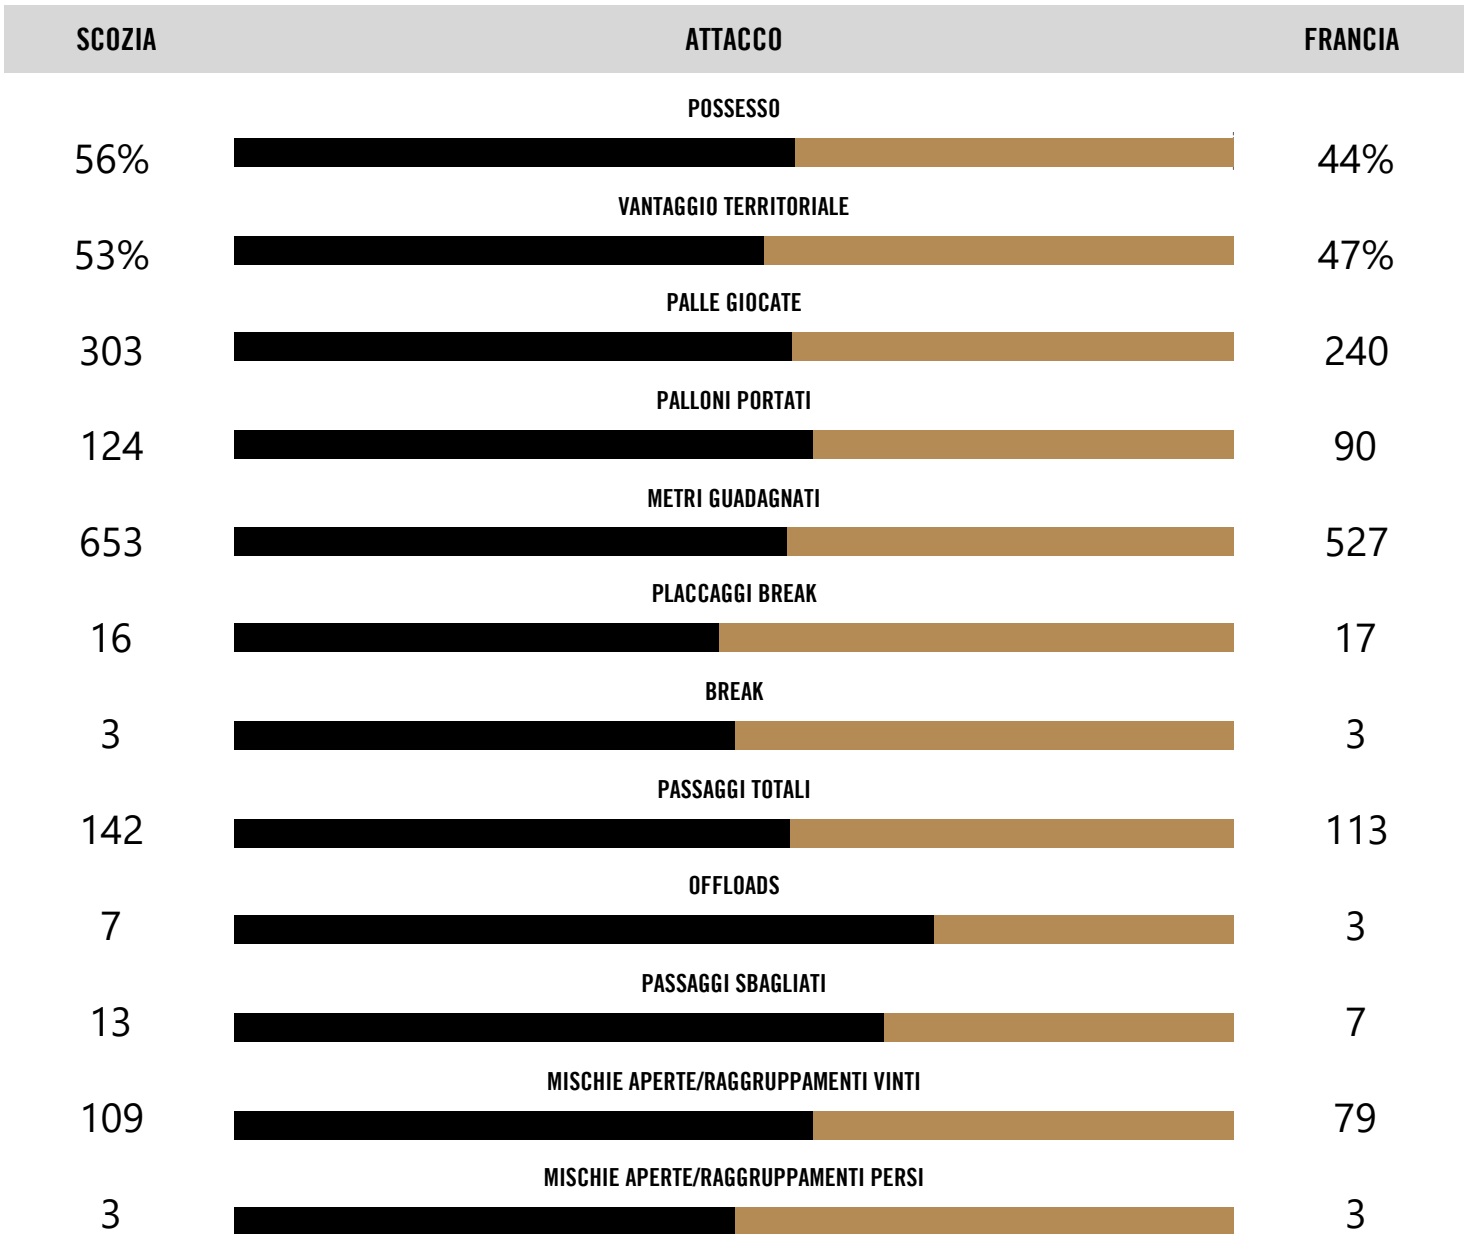 SCOZIA ATTACCO FRANCIA
POSSESSO
56% 44%
VANTAGGIO TERRITORIALE
53% 47%
PALLE GIOCATE
303 240
PALLONI PORTATI
124 90
METRI GUADAGNATI
653 527
PLACCAGGI BREAK
16 17
BREAK
3 3
PASSAGGI TOTALI
142 113
OFFLOADS
7 3
PASSAGGI SBAGLIATI
13 7
MISCHIE APERTE/RAGGRUPPAMENTI VINTI
109 79
MISCHIE APERTE/RAGGRUPPAMENTI PERSI
3 3